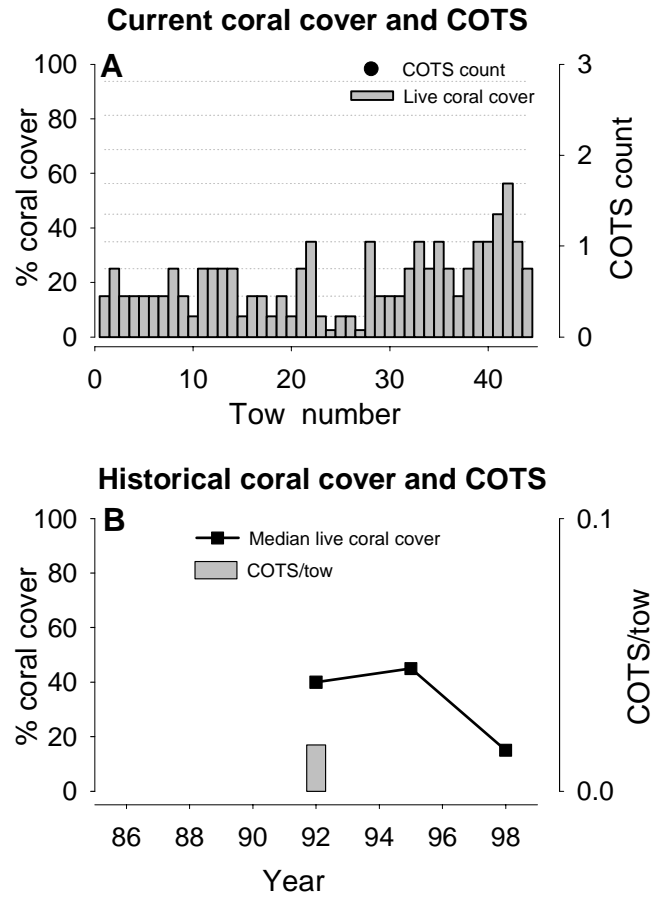 Current coral cover and COTS
A
COTS count
Live coral cover
100
80
60
40
20
0
% coral cover
3
2
1
0
COTS count
0 10 20 30 40
Tow number
Historical coral cover and COTS
B
Median live coral cover
COTS/tow
100
80
60
40
20
0
% coral cover
0.1
0.0
COTS/tow
86 88 90 92 94 96 98
Year